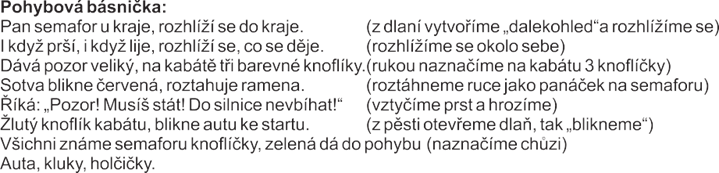 Pohybová básnička:
Pan semafor u kraje, rozhlíží se do kraje. (z dlaní vytvoříme „dalekohled“a rozhlížíme se)
I když prší, i když lije, rozhlíží se, co se děje. (rozhlížíme se okolo sebe)
Dává pozor veliký, na kabátě tři barevné knoflíky.(rukou naznačíme na kabátu 3 knoflíčky)
Sotva blikne červená, roztahuje ramena. (roztáhneme ruce jako panáček na semaforu)
Říká: „Pozor! Musíš stát! Do silnice nevbíhat!“ (vztyčíme prst a hrozíme)
Žlutý knoflík kabátu, blikne autu ke startu. (z pěsti otevřeme dlaň, tak „blikneme“)
Všichni známe semaforu knoflíčky, zelená dá do pohybu (naznačíme chůzi)
Auta, kluky, holčičky.